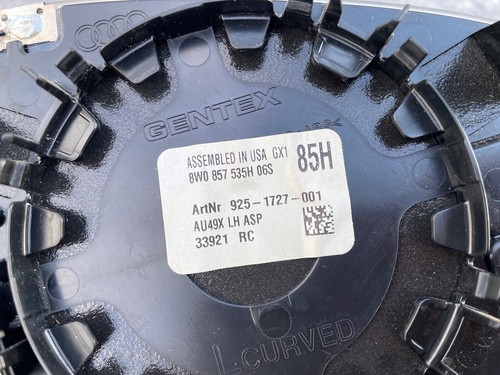 GENTEX
ASSEMBLED IN USA GX1
8W0 857 535H 06S
85H
ArtNr 925-1727-001
AU49X LH ASP
33921 RC
L CURVED